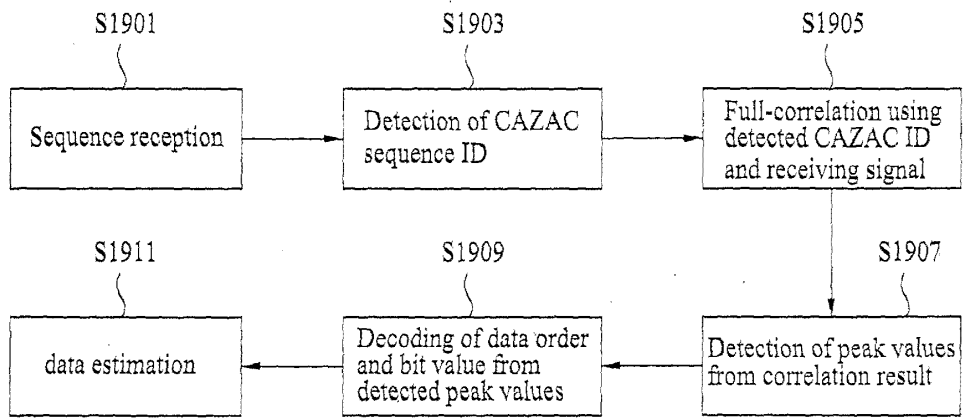 S1901
S1903
S1905
Sequence reception
Detection of CAZAC
sequence ID
Full-correlation using
detected CAZAC ID
and receiving signal
S1911
S1909
S1907
data estimation
Decoding of data order
and bit value from
detected peak values
Detection of peak values
from correlation result